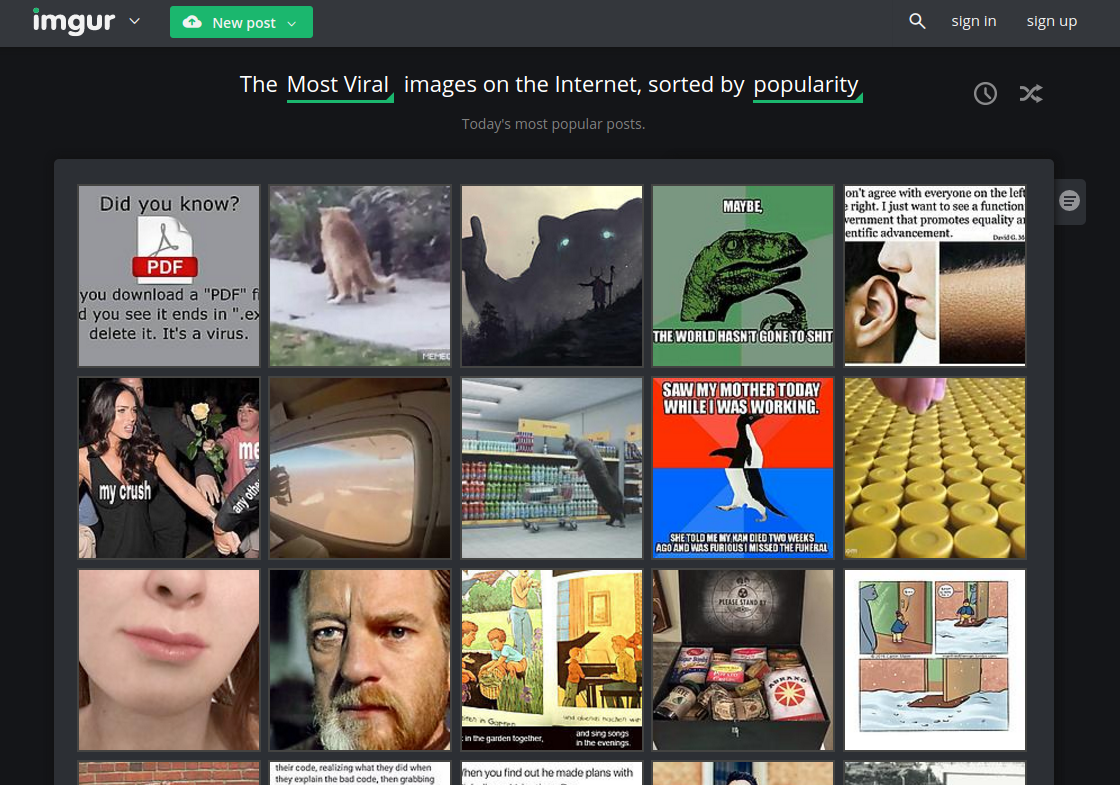 imgur
New post
sign in
sign up
The Most Viral images on the Internet, sorted by popularity
Today's most popular posts.
Did you know?
PDF
you download a "PDF" f
d you see it ends in ".ex
delete it. It's a virus.
MEMEC
MAYBE,
THE WORLD HASN'T GONE TO SHIT
on't agree with everyone on the left
e right. I just want to see a function
vernment that promotes equality a
entific advancement.
David G. M
my crush
me
any othe
SAW MY MOTHER TODAY
WHILE I WAS WORKING.
SHE TOLD ME MY NAN DIED TWO WEEKS
AGO AND WAS FURIOUS I MISSED THE FUNERAL
in the garden together,
and sing songs
in the evenings.
PLEASE STAND BY
ABRAXO
their code, realizing what they did when
they explain the bad code, then grabbing
hen you find out he made plans with